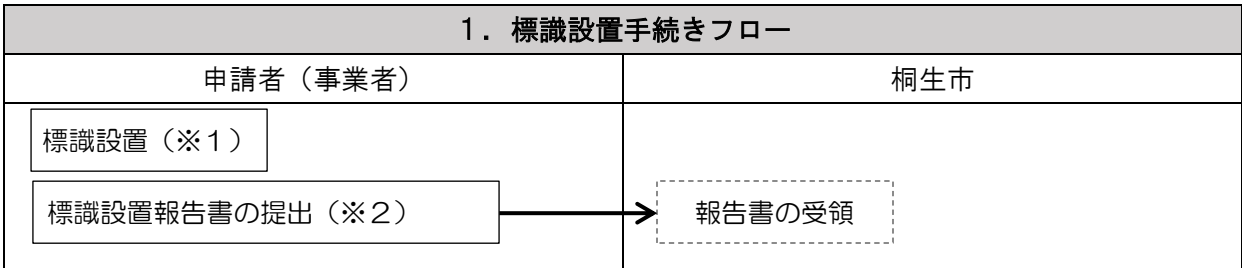 １．標識設置手続きフロー
申請者（事業者）
桐生市
標識設置（※１）
標識設置報告書の提出（※２）
報告書の受領